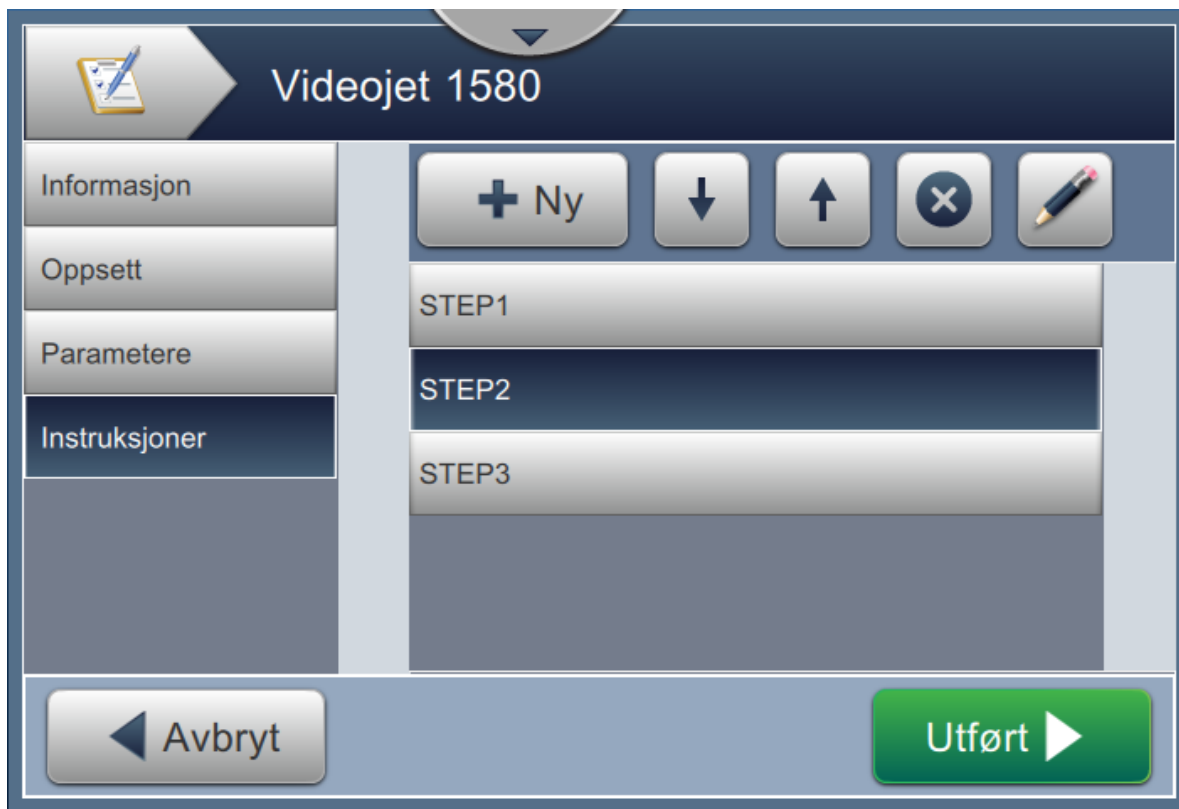 Videojet 1580
Informasjon
Oppsett
Parametere
Instruksjoner
Ny
STEP1
STEP2
STEP3
Avbryt
Utført